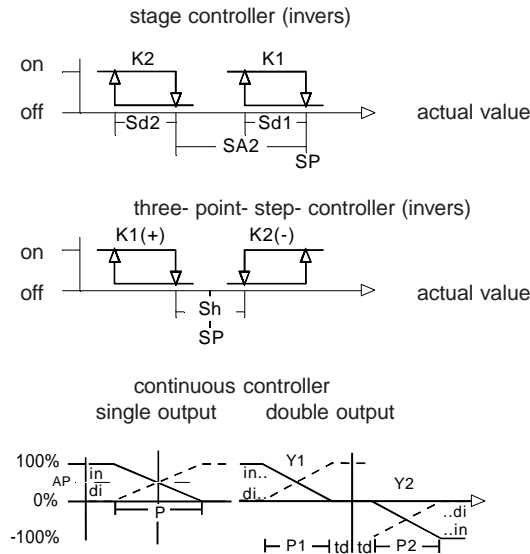 stage controller (invers)
K2 K1
on
off actual value
Sd2 Sd1
SA2
SP
three- point- step- controller (invers)
K1(+) K2(-)
on
off actual value
Sh
SP
continuous controller
single output double output
100% in in.. Y1
AP
di di.. Y2
0%
P ..di
-100% ..in
P1 td td P2